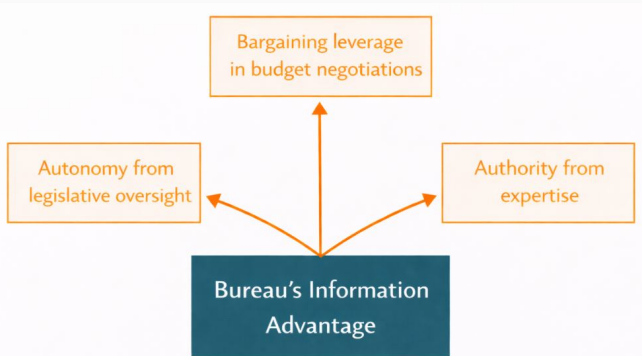 Bargaining leverage
in budget negotiations
Autonomy from
legislative oversight
Authority from
expertise
Bureau's Information
Advantage